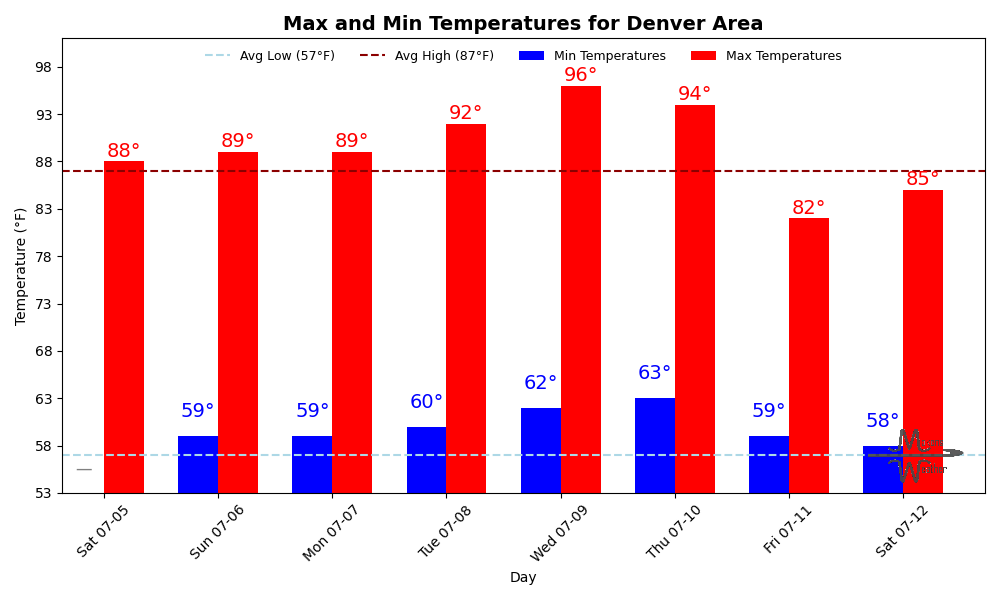 Max and Min Temperatures for Denver Area
Avg Low (57°F) Avg High (87°F) Min Temperatures Max Temperatures
98
93
88
83
78
73
68
63
58
53
Temperature (°F)
88°
89°
89°
92°
96°
94°
82°
85°
59°
59°
60°
62°
63°
59°
58°
—
Sat 07-05
Sun 07-06
Mon 07-07
Tue 07-08
Wed 07-09
Thu 07-10
Fri 07-11
Sat 07-12
Day